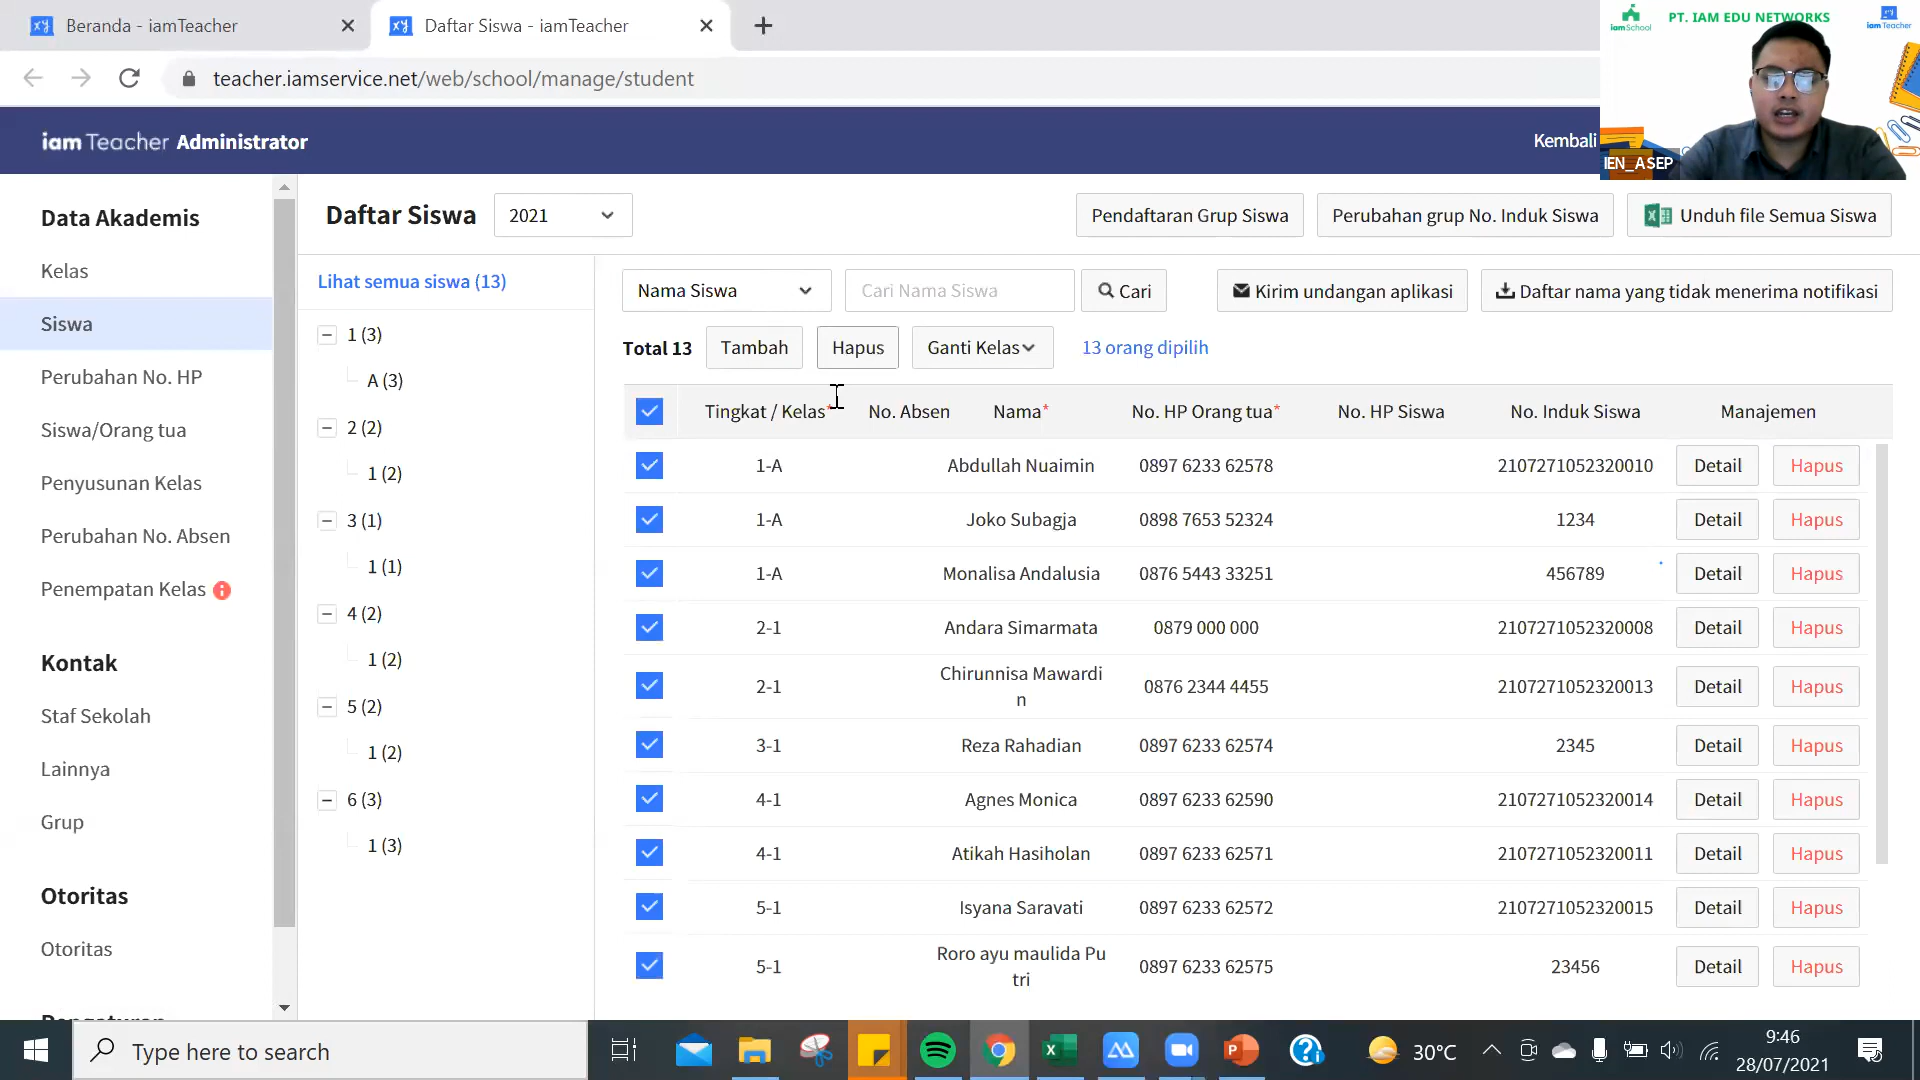 Beranda - iamTeacher
Daftar Siswa - iamTeacher
teacher.iamservice.net/web/school/manage/student
iamSchool
PT. IAM EDU NETWORKS
iamTeacher
IEN_ASEP
iam Teacher Administrator
Kembali
Data Akademis
Kelas
Siswa
Perubahan No. HP
Siswa/Orang tua
Penyusunan Kelas
Perubahan No. Absen
Penempatan Kelas
Kontak
Staf Sekolah
Lainnya
Grup
Otoritas
Otoritas
Pengaturan
Daftar Siswa
2021
Pendaftaran Grup Siswa
Perubahan grup No. Induk Siswa
Unduh file Semua Siswa
Lihat semua siswa (13)
1 (3)
A (3)
2 (2)
1 (2)
3 (1)
1 (1)
4 (2)
1 (2)
5 (2)
1 (2)
6 (3)
1 (3)
Nama Siswa
Cari Nama Siswa
Cari
Kirim undangan aplikasi
Daftar nama yang tidak menerima notifikasi
Total 13
Tambah
Hapus
Ganti Kelas
13 orang dipilih
Tingkat / Kelas* No. Absen Nama* No. HP Orang tua* No. HP Siswa No. Induk Siswa Manajemen
1-A Abdullah Nuaimin 0897 6233 62578 2107271052320010 Detail Hapus
1-A Joko Subagja 0898 7653 52324 1234 Detail Hapus
1-A Monalisa Andalusia 0876 5443 33251 456789 Detail Hapus
2-1 Andara Simarmata 0879 000 000 2107271052320008 Detail Hapus
2-1 Chirunnisa Mawardi
n 0876 2344 4455 2107271052320013 Detail Hapus
3-1 Reza Rahadian 0897 6233 62574 2345 Detail Hapus
4-1 Agnes Monica 0897 6233 62590 2107271052320014 Detail Hapus
4-1 Atikah Hasiholan 0897 6233 62571 2107271052320011 Detail Hapus
5-1 Isyana Saravati 0897 6233 62572 2107271052320015 Detail Hapus
5-1 Roro ayu maulida Pu
tri 0897 6233 62575 23456 Detail Hapus
Type here to search
30°C
9:46
28/07/2021